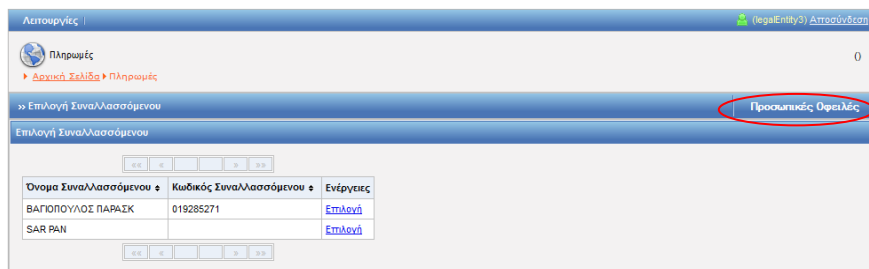 Λειτουργίες
(legalEntity3) Αποσύνδεση
Πληρωμές
()
Αρχική Σελίδα Πληρωμές
» Επιλογή Συναλλασσόμενου
Προσωπικές Οφειλές
Επιλογή Συναλλασσόμενου
«« « » »»
Όνομα Συναλλασσόμενου Κωδικός Συναλλασσόμενου Ενέργειες
ΒΑΓΙΟΠΟΥΛΟΣ ΠΑΡΑΣΚ 019285271 Επιλογή
SAR PAN Επιλογή
«« « » »»